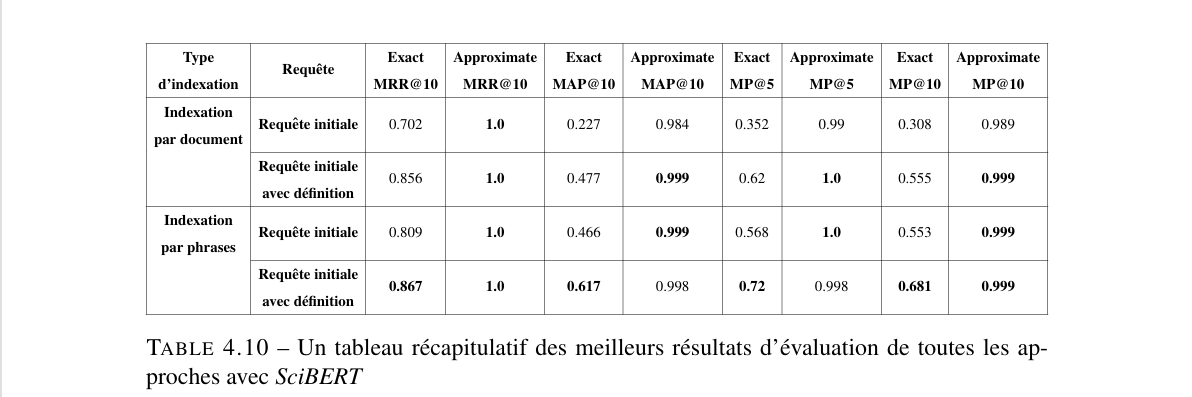 Type Exact Approximate Exact Approximate Exact Approximate Exact Approximate
Requête
d’indexation MRR@10 MRR@10 MAP@10 MAP@10 MP@5 MP@5 MP@10 MP@10
Indexation
Requête initiale 0.702 1.0 0.227 0.984 0.352 0.99 0.308 0.989
par document
Requête initiale
0.856 1.0 0.477 0.999 0.62 1.0 0.555 0.999
avec définition
Indexation
Requête initiale 0.809 1.0 0.466 0.999 0.568 1.0 0.553 0.999
par phrases
Requête initiale
0.867 1.0 0.617 0.998 0.72 0.998 0.681 0.999
avec définition
TABLE 4.10 – Un tableau récapitulatif des meilleurs résultats d’évaluation de toutes les ap-
proches avec SciBERT